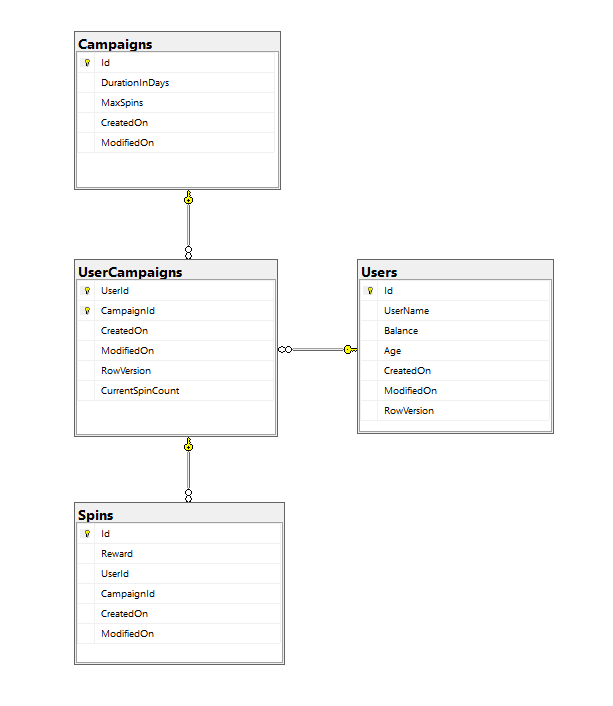 Campaigns
Id
DurationInDays
MaxSpins
CreatedOn
ModifiedOn
UserCampaigns
UserId
CampaignId
CreatedOn
ModifiedOn
RowVersion
CurrentSpinCount
Users
Id
UserName
Balance
Age
CreatedOn
ModifiedOn
RowVersion
Spins
Id
Reward
UserId
CampaignId
CreatedOn
ModifiedOn